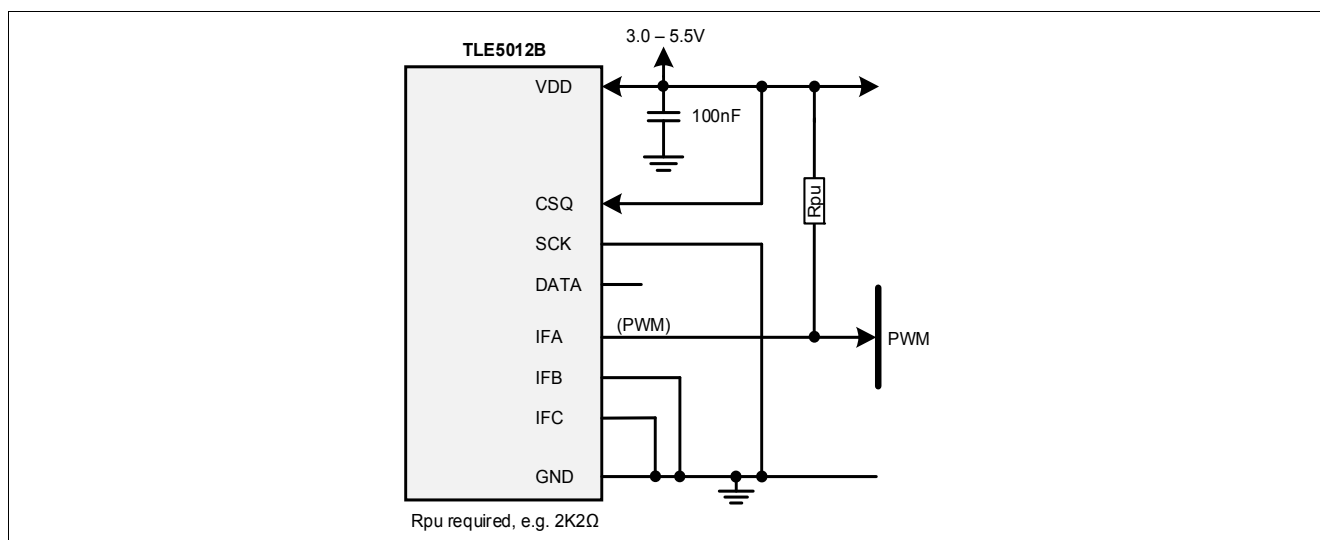 3.0 – 5.5V
TLE5012B
VDD
100nF
CSQ
Rpu
SCK
DATA
IFA
(PWM)
PWM
IFB
IFC
GND
Rpu required, e.g. 2K2Ω